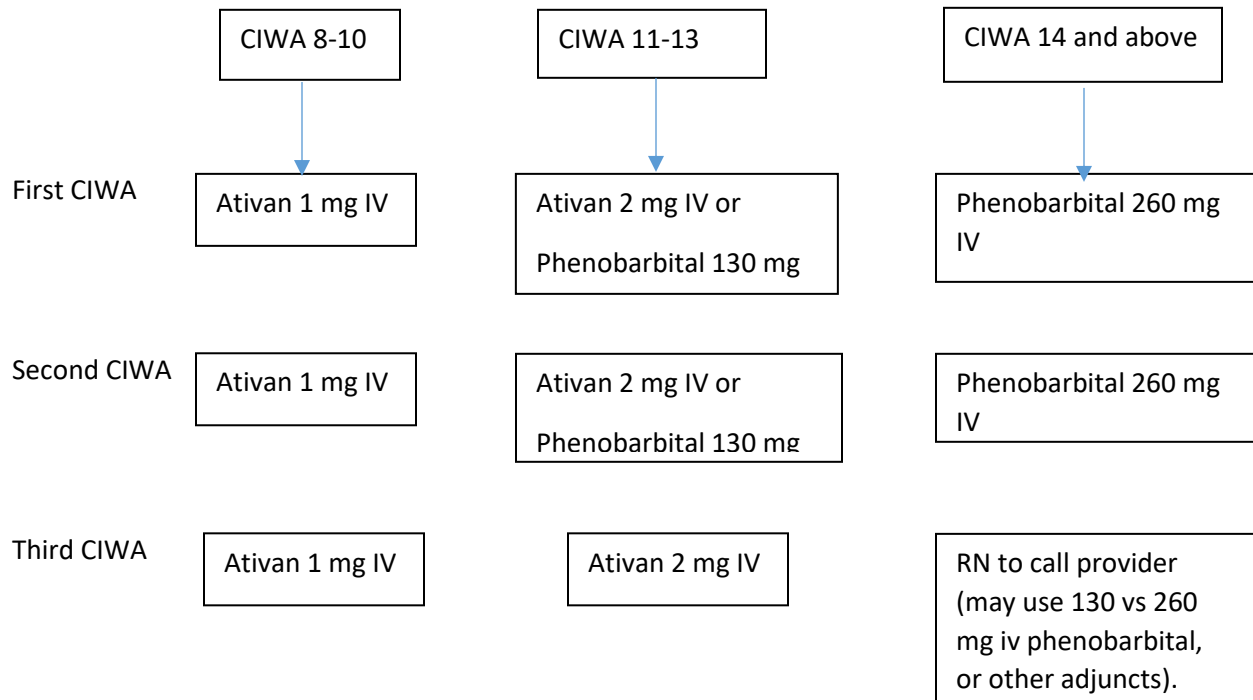 CIWA 8-10
CIWA 11-13
CIWA 14 and above
First CIWA
Ativan 1 mg IV
Ativan 2 mg IV or
Phenobarbital 130 mg
Phenobarbital 260 mg
IV
Second CIWA
Ativan 1 mg IV
Ativan 2 mg IV or
Phenobarbital 130 mg
Phenobarbital 260 mg
IV
Third CIWA
Ativan 1 mg IV
Ativan 2 mg IV
RN to call provider
(may use 130 vs 260
mg iv phenobarbital,
or other adjuncts).